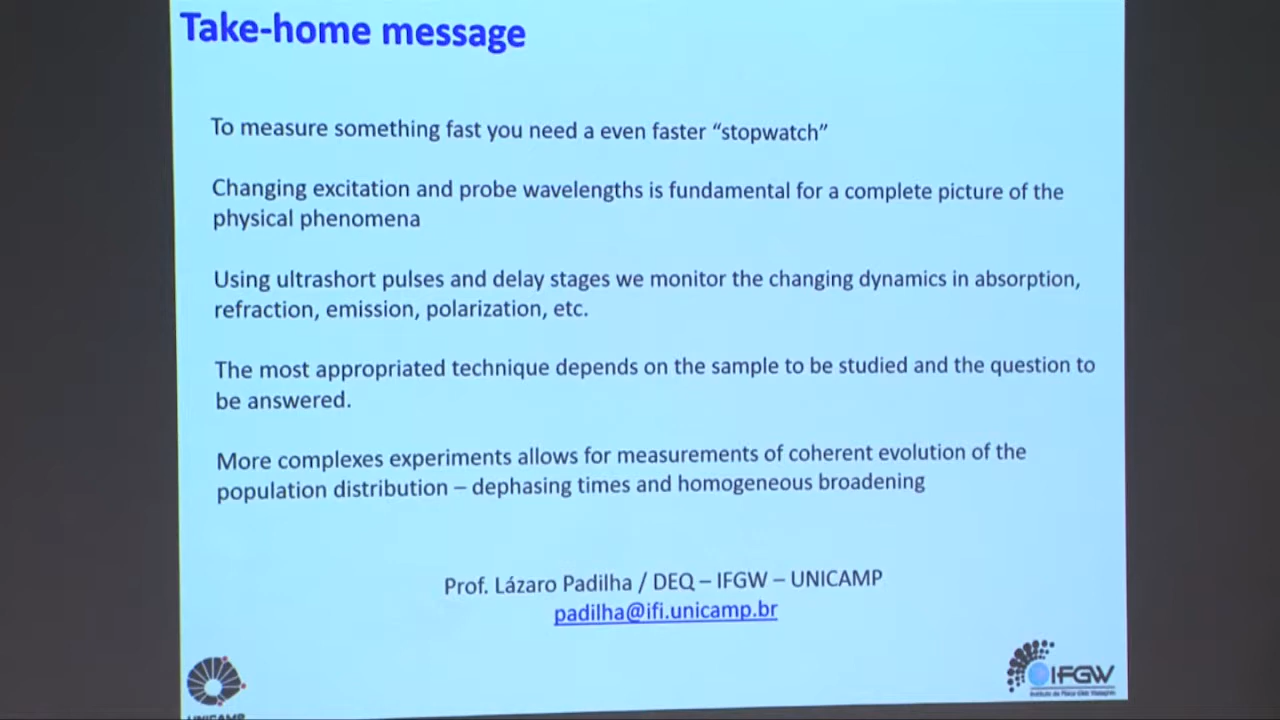 Take-home message
To measure something fast you need a even faster “stopwatch”
Changing excitation and probe wavelengths is fundamental for a complete picture of the
physical phenomena
Using ultrashort pulses and delay stages we monitor the changing dynamics in absorption,
refraction, emission, polarization, etc.
The most appropriated technique depends on the sample to be studied and the question to
be answered.
More complexes experiments allows for measurements of coherent evolution of the
population distribution – dephasing times and homogeneous broadening
Prof. Lázaro Padilha / DEQ – IFGW – UNICAMP
padilha@ifi.unicamp.br
UNICAMP
IFGW